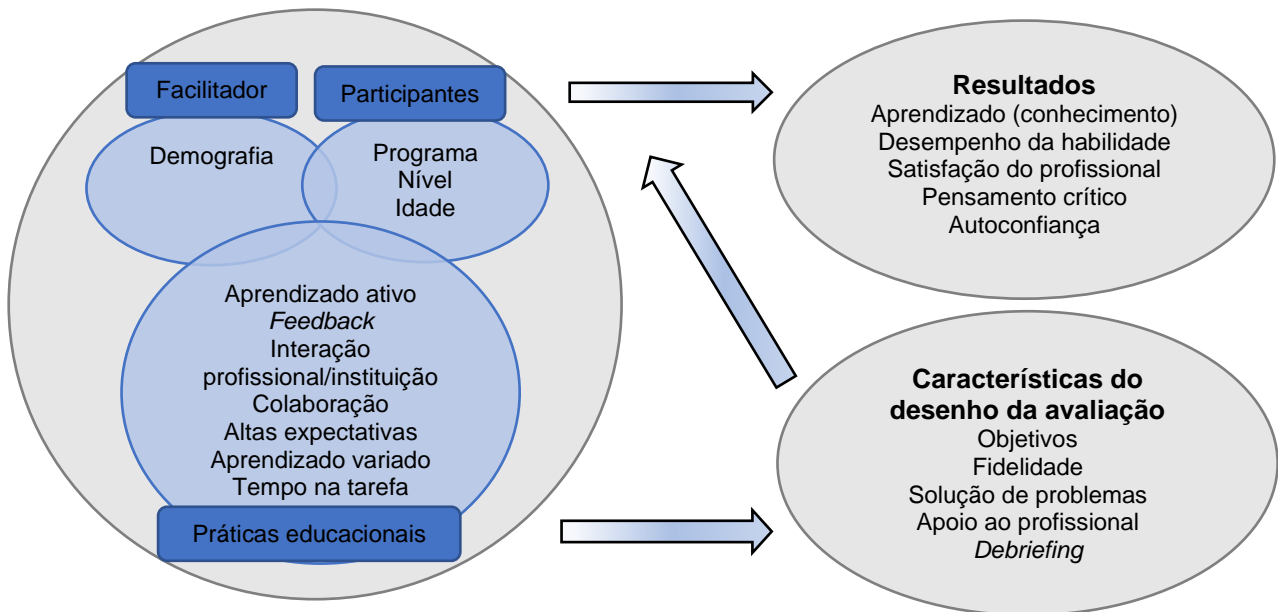 Facilitador
Participantes
Demografia
Programa
Nível
Idade
Aprendizado ativo
Feedback
Interação
profissional/instituição
Colaboração
Altas expectativas
Aprendizado variado
Tempo na tarefa
Práticas educacionais
Resultados
Aprendizado (conhecimento)
Desempenho da habilidade
Satisfação do profissional
Pensamento crítico
Autoconfiança
Características do
desenho da avaliação
Objetivos
Fidelidade
Solução de problemas
Apoio ao profissional
Debriefing